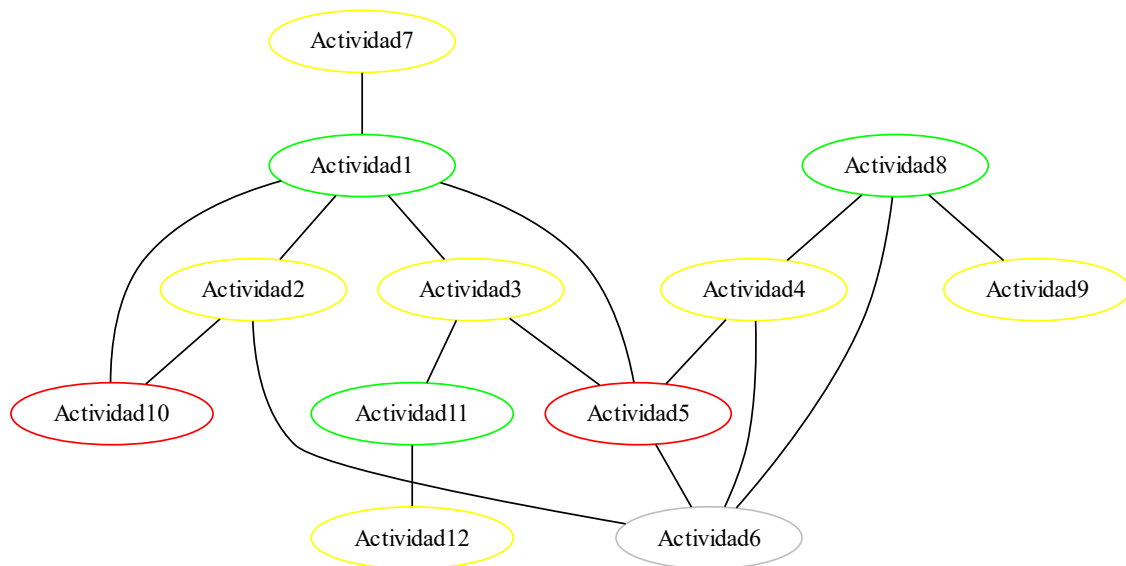 Actividad7
Actividad1
Actividad8
Actividad2
Actividad3
Actividad4
Actividad9
Actividad10
Actividad11
Actividad5
Actividad12
Actividad6